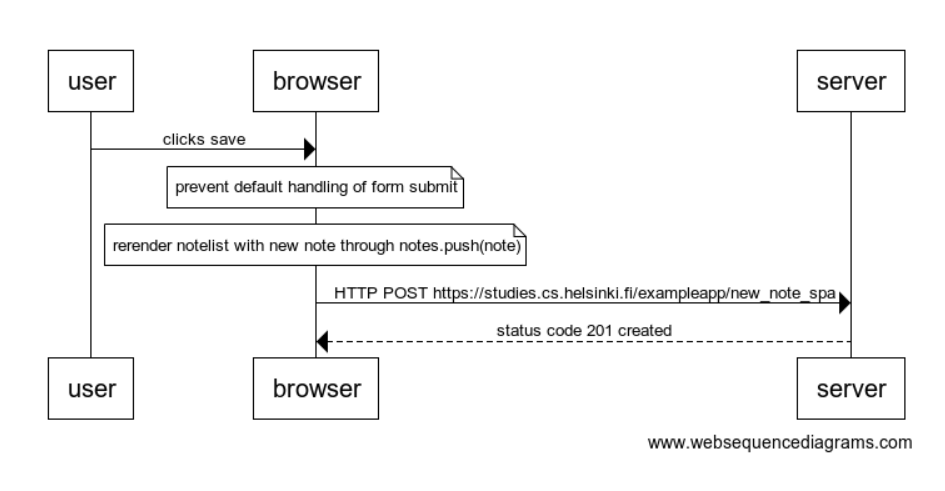 user browser server
clicks save
prevent default handling of form submit
rerender notelist with new note through notes.push(note)
HTTP POST https://studies.cs.helsinki.fi/exampleapp/new_note_spa
status code 201 created
user browser server
www.websequencediagrams.com